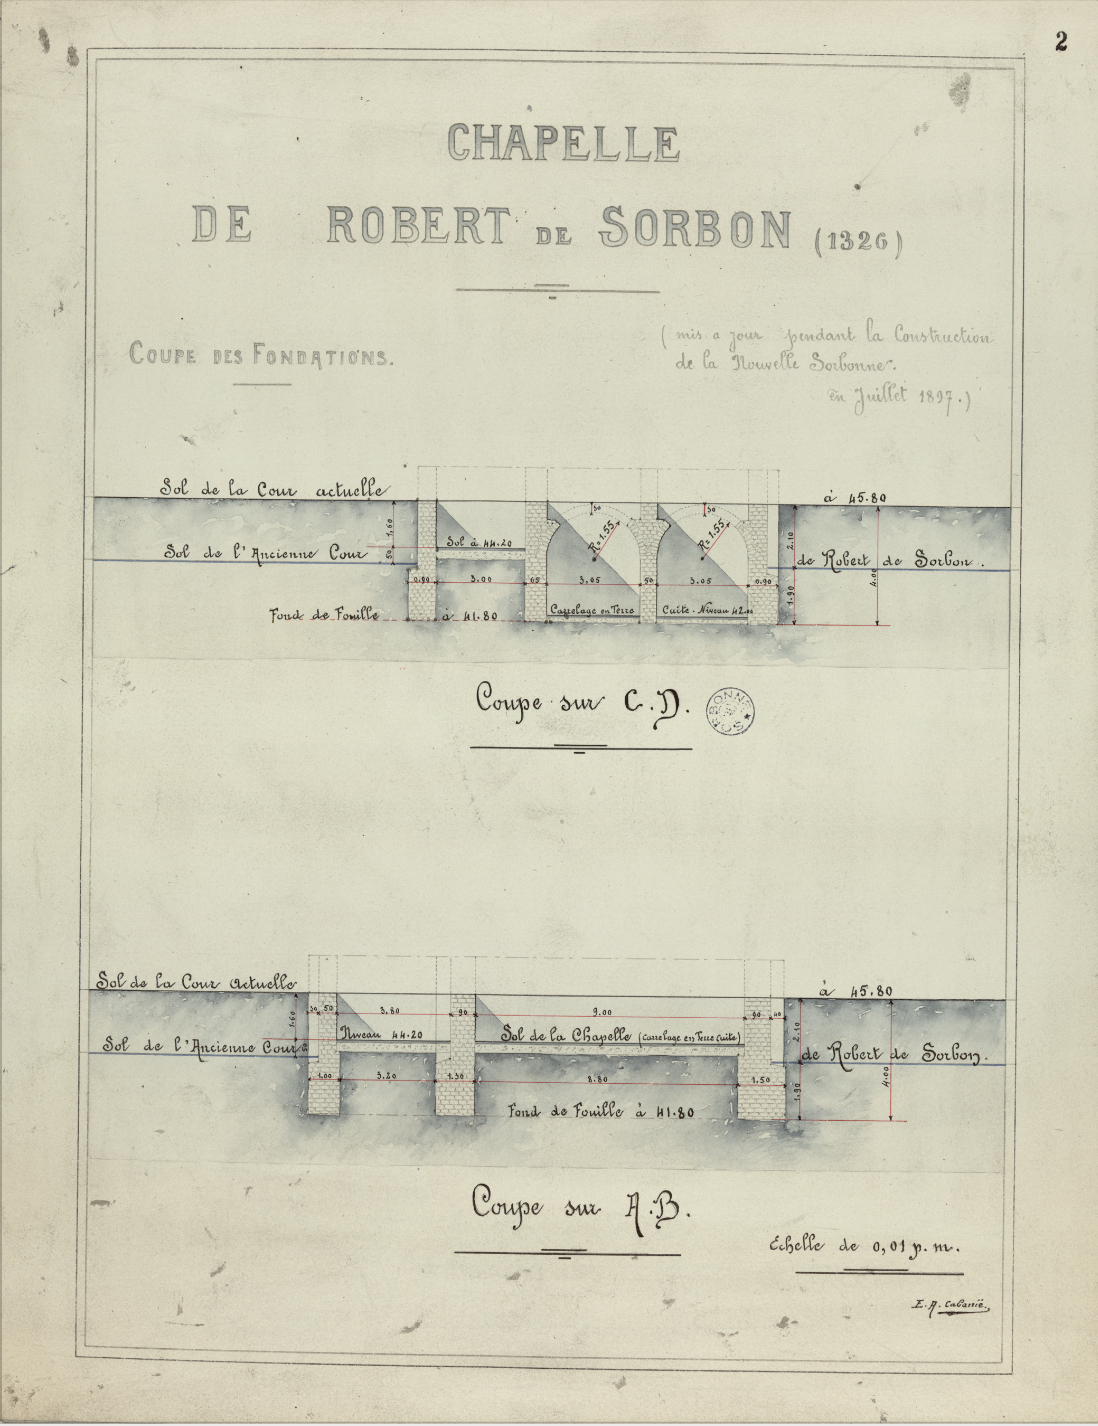 2
CHAPELLE
DE ROBERT DE SORBON (1326)
COUPE DES FONDATIONS.
( mis a jour pendant la Construction
de la Nouvelle Sorbonne.
en Juillet 1897.)
Sol de la Cour actuelle
à 45.80
1.60
30
30
R=1.55
R=1.55
2.10
Sol à 44.20
Sol de l'Ancienne Cour
50
de Robert de Sorbon.
0.90
3.00
65
3.05
50
3.05
0.90
4.00
1.90
Carrelage en Terre
Cuite. Niveau 42.00
Fond de Fouille
à 41.80
Coupe sur C.D.
SORBONNE
Sol de la Cour actuelle
à 45.80
1.60
30
50
3.80
90
9.00
90
40
2.10
Niveau 44.20
Sol de la Chapelle (Carrelage en Terre Cuite)
Sol de l'Ancienne Cour
de Robert de Sorbon.
1.00
3.20
1.30
8.80
1.50
4.00
1.90
Fond de Fouille à 41.80
Coupe sur A.B.
Echelle de 0,01 p. m.
E. A. Cabanié.